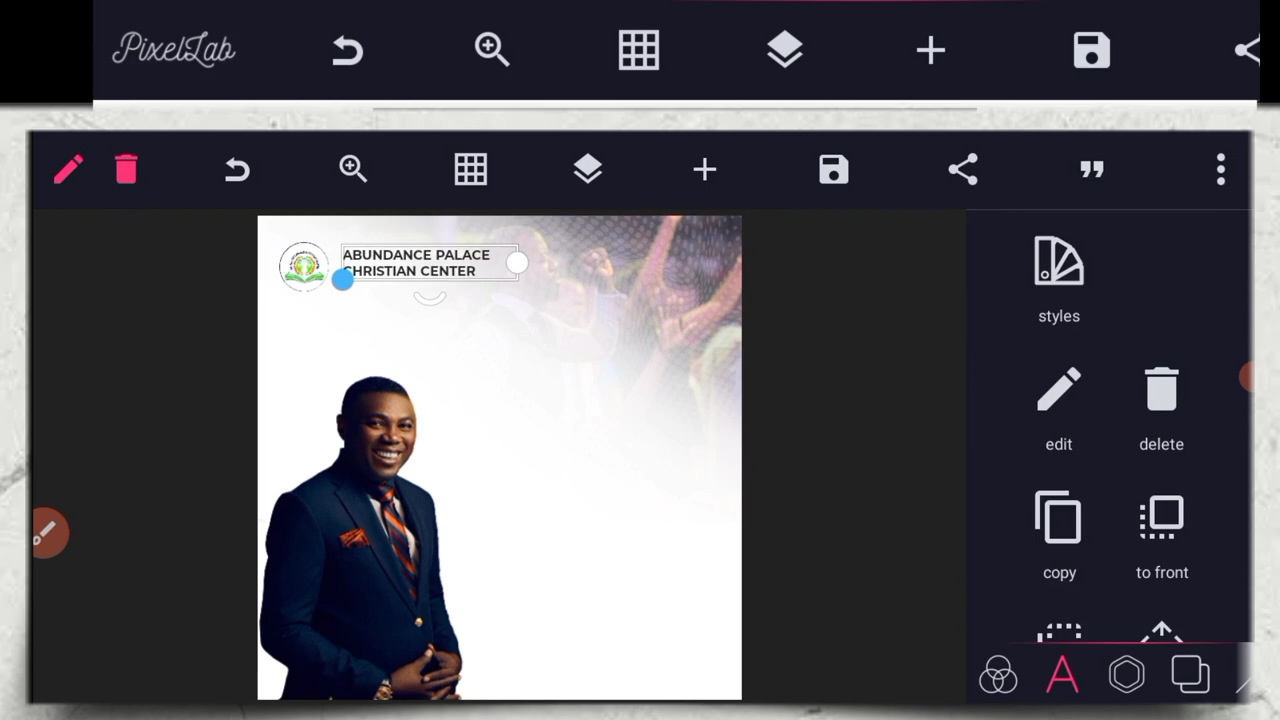 PixelLab
ABUNDANCE PALACE
CHRISTIAN CENTER
styles
edit
delete
copy
to front